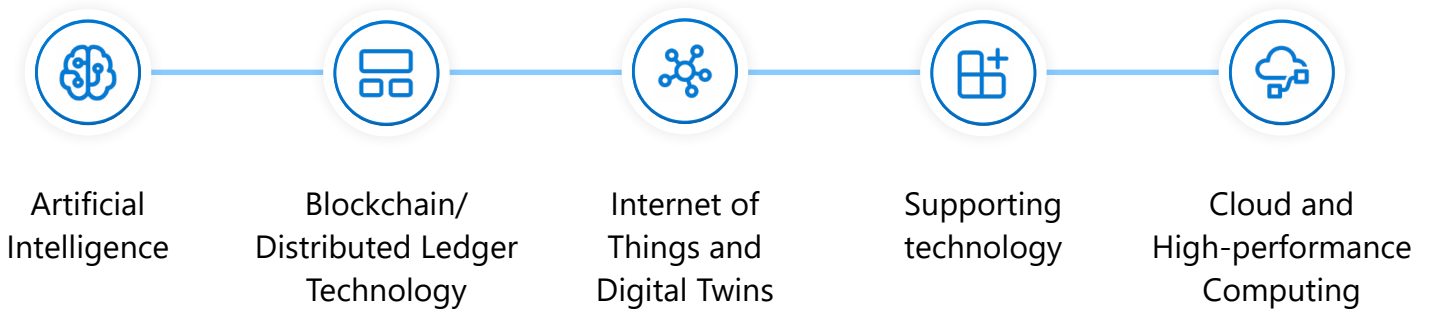 Artificial
Intelligence
Blockchain/
Distributed Ledger
Technology
Internet of
Things and
Digital Twins
Supporting
technology
Cloud and
High-performance
Computing